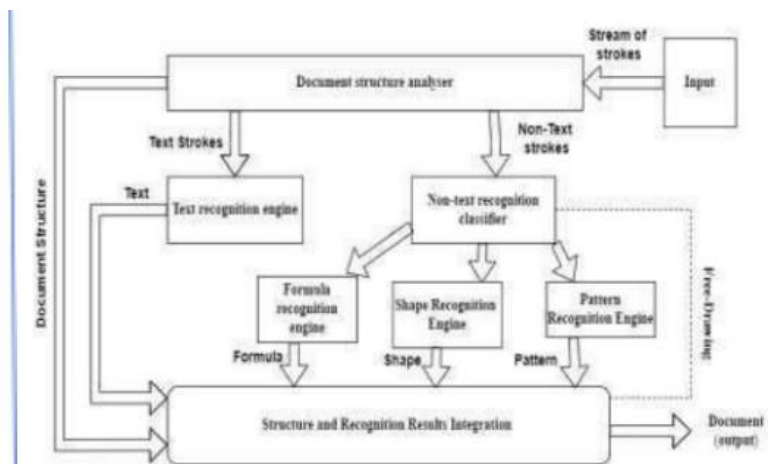 Stream of
strokes
Document structure analyser
Input
Text Strokes
Non-Text
strokes
Text
Text recognition engine
Non-text recognition
classifier
Document Structure
Free-Drawing
Formula
recognition
engine
Shape Recognition
Engine
Pattern
Recognition Engine
Formula
Shape
Pattern
Structure and Recognition Results Integration
Document
(output)